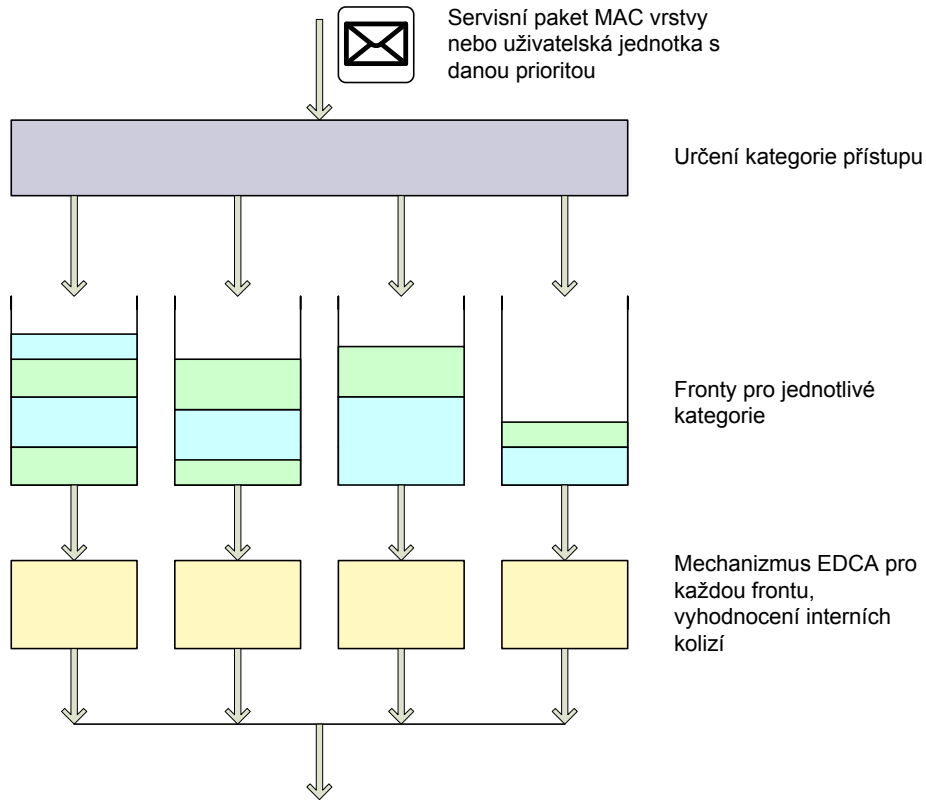 Servisní paket MAC vrstvy
nebo uživatelská jednotka s
danou prioritou
Určení kategorie přístupu
Fronty pro jednotlivé
kategorie
Mechanizmus EDCA pro
každou frontu,
vyhodnocení interních
kolizí